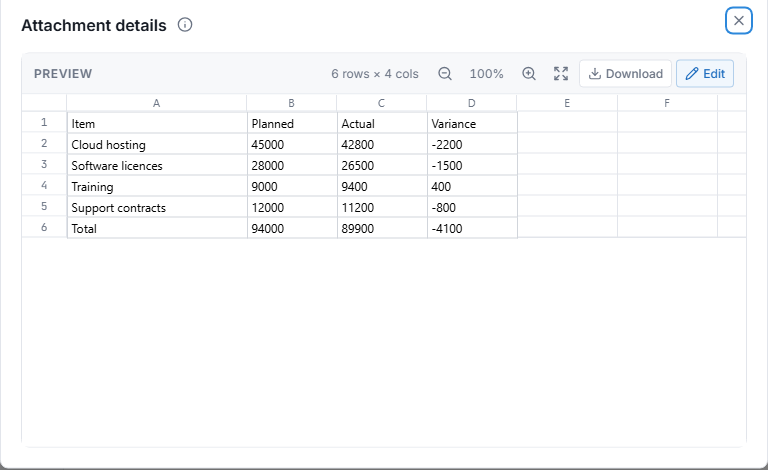 Attachment details
PREVIEW 6 rows × 4 cols 100% Download Edit
A B C D E F
1 Item Planned Actual Variance
2 Cloud hosting 45000 42800 -2200
3 Software licences 28000 26500 -1500
4 Training 9000 9400 400
5 Support contracts 12000 11200 -800
6 Total 94000 89900 -4100